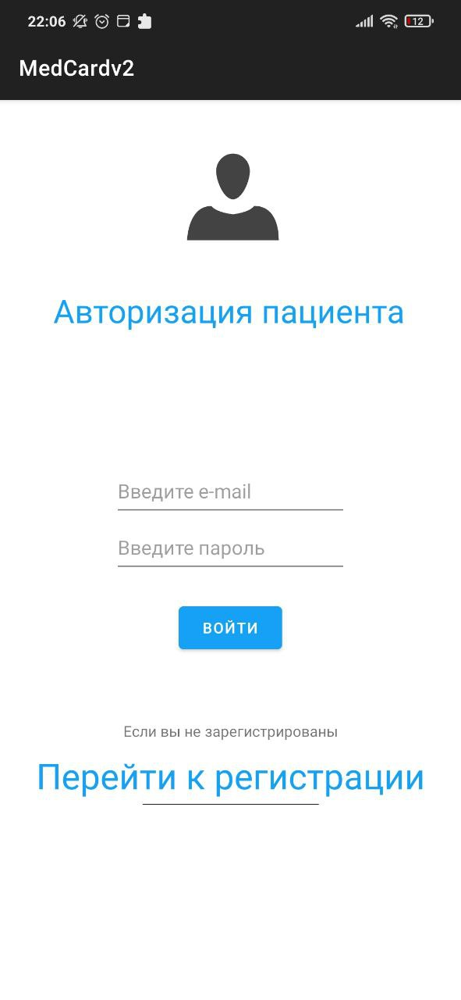 22:06
12
MedCardv2
Авторизация пациента
Введите e-mail
Введите пароль
ВОЙТИ
Если вы не зарегистрированы
Перейти к регистрации